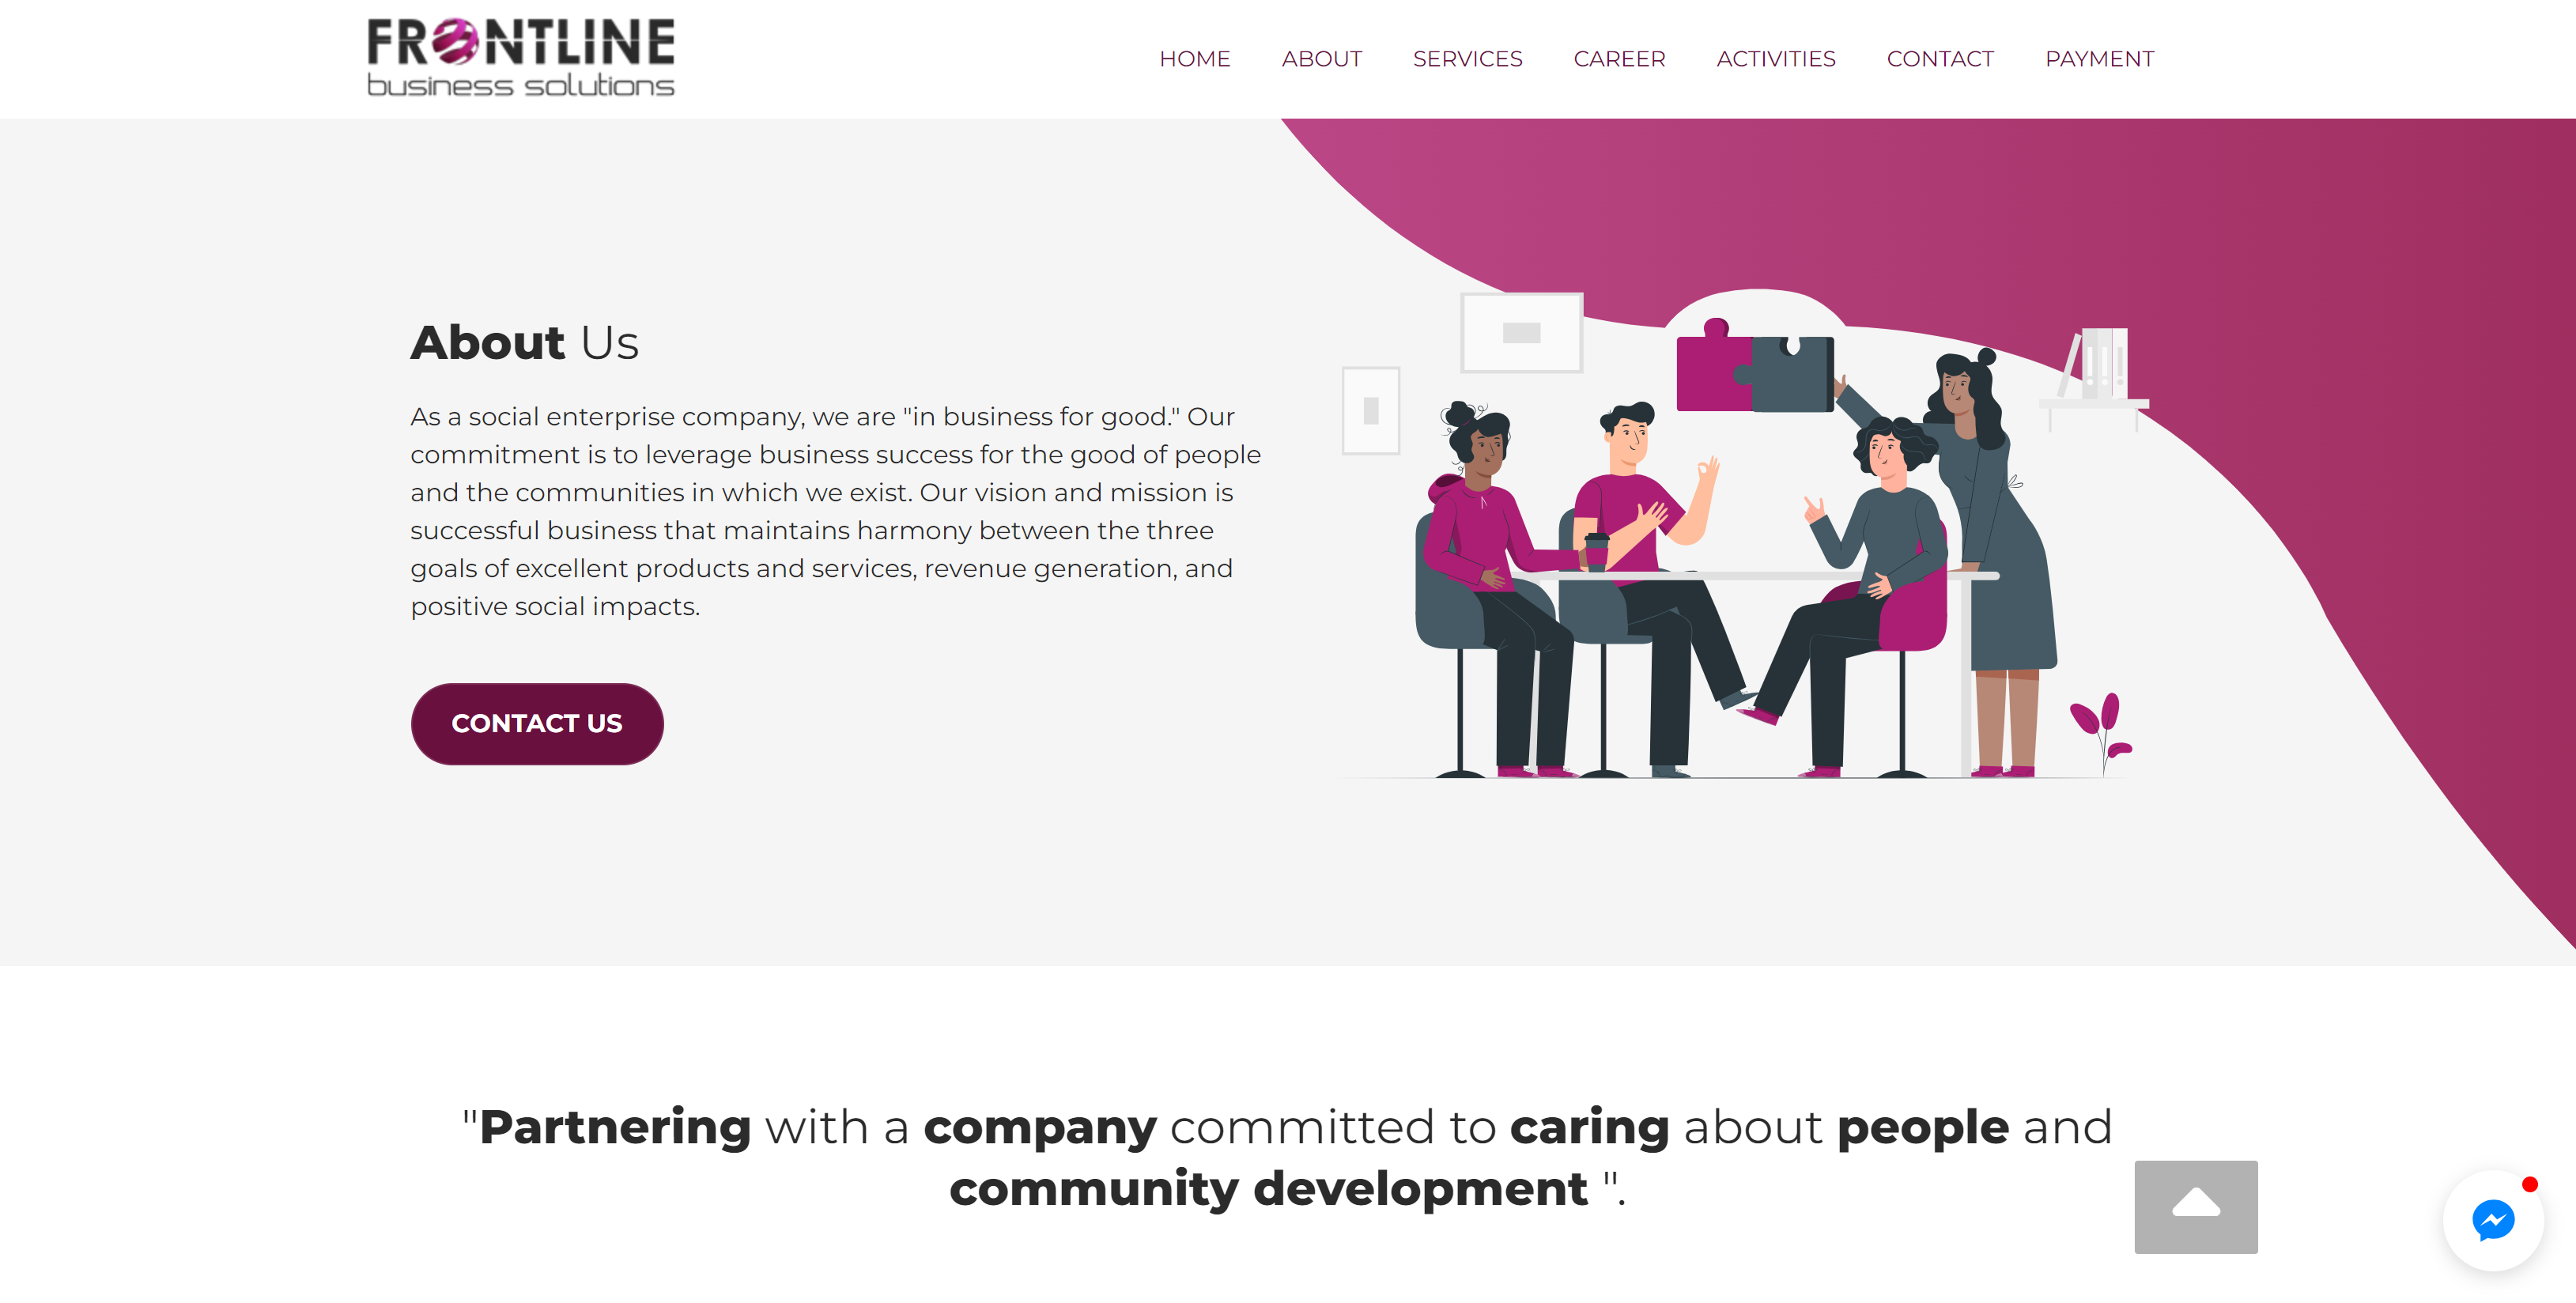 FRONTLINE
business solutions
HOME ABOUT SERVICES CAREER ACTIVITIES CONTACT PAYMENT
About Us
As a social enterprise company, we are "in business for good." Our
commitment is to leverage business success for the good of people
and the communities in which we exist. Our vision and mission is
successful business that maintains harmony between the three
goals of excellent products and services, revenue generation, and
positive social impacts.
CONTACT US
"Partnering with a company committed to caring about people and
community development ".